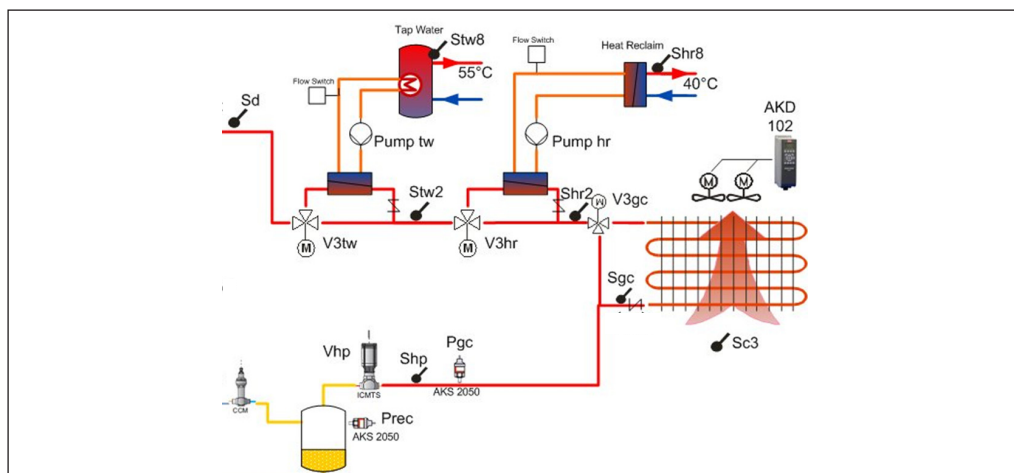 Tap Water
Stw8
Flow Switch
Heat Reclaim
Shr8
Flow Switch
55°C
40°C
Sd
AKD
102
Pump tw
Pump hr
M
M
Stw2
Shr2
M
V3gc
V3tw
V3hr
M
M
Sgc
Vhp
Pgc
Shp
Sc3
ICMTS
AKS 2050
CCM
Prec
AKS 2050